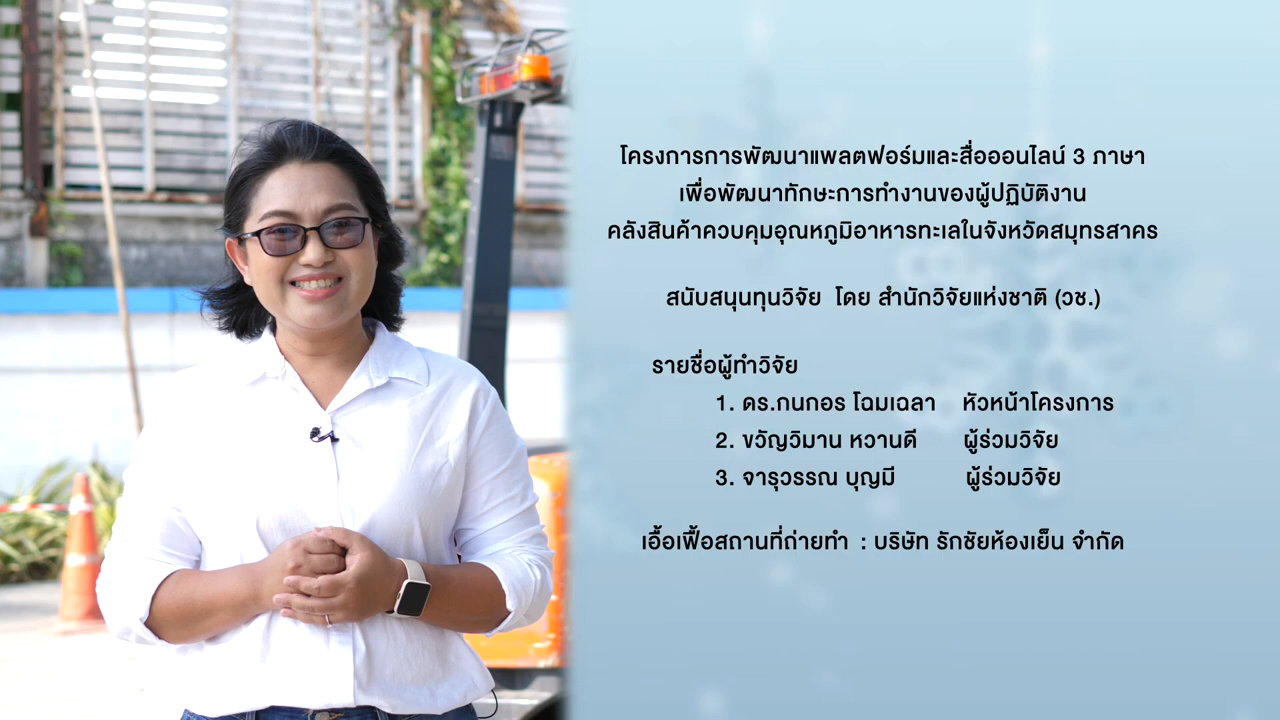 โครงการการพัฒนาแพลตฟอร์มและสื่อออนไลน์ 3 ภาษา
เพื่อพัฒนาทักษะการทำงานของผู้ปฏิบัติงาน
คลังสินค้าควบคุมอุณหภูมิอาหารทะเลในจังหวัดสมุทรสาคร
สนับสนุนทุนวิจัย โดย สำนักวิจัยแห่งชาติ (วช.)
รายชื่อผู้ทำวิจัย
1. ดร.กนกอร โฉมเฉลา หัวหน้าโครงการ
2. ขวัญวิมาน หวานดี ผู้ร่วมวิจัย
3. จารุวรรณ บุญมี ผู้ร่วมวิจัย
เอื้อเฟื้อสถานที่ถ่ายทำ : บริษัท รักชัยห้องเย็น จำกัด